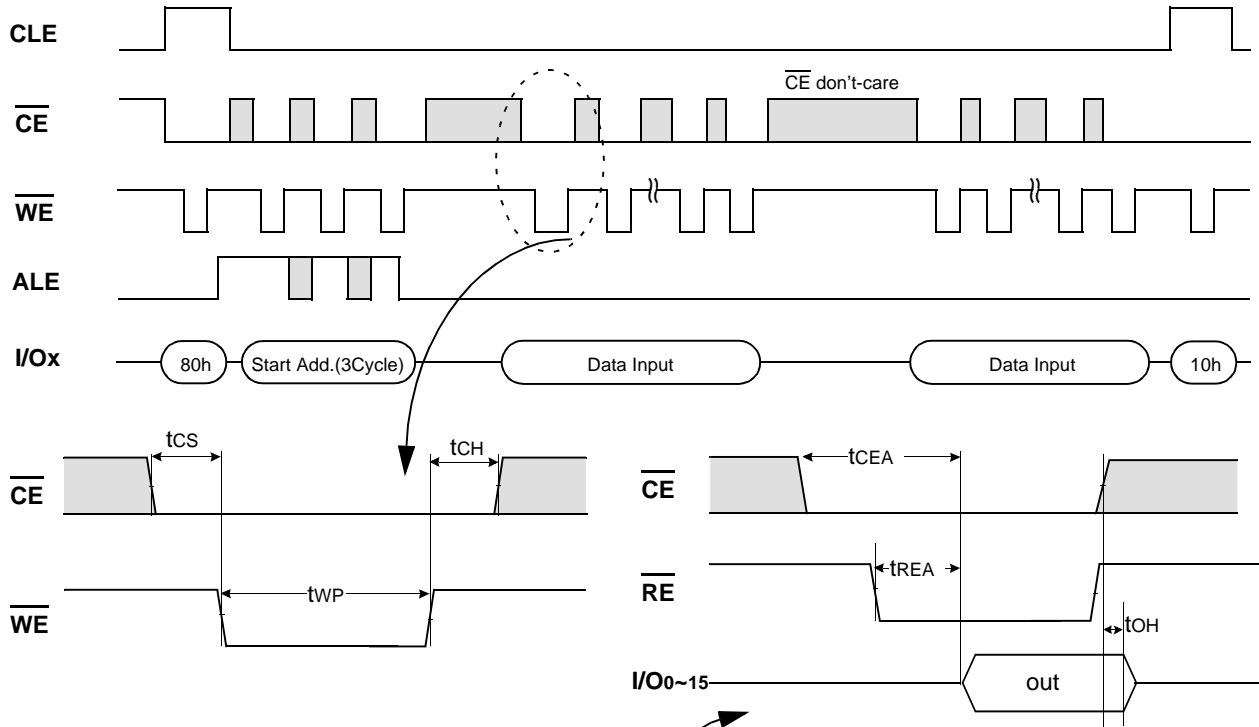 CLE
CE don't-care
CE
WE
ALE
I/Ox
80h
Start Add.(3Cycle)
Data Input
Data Input
10h
tCS
tCH
CE
tWP
WE
tCEA
CE
tREA
RE
tOH
I/O0~15
out